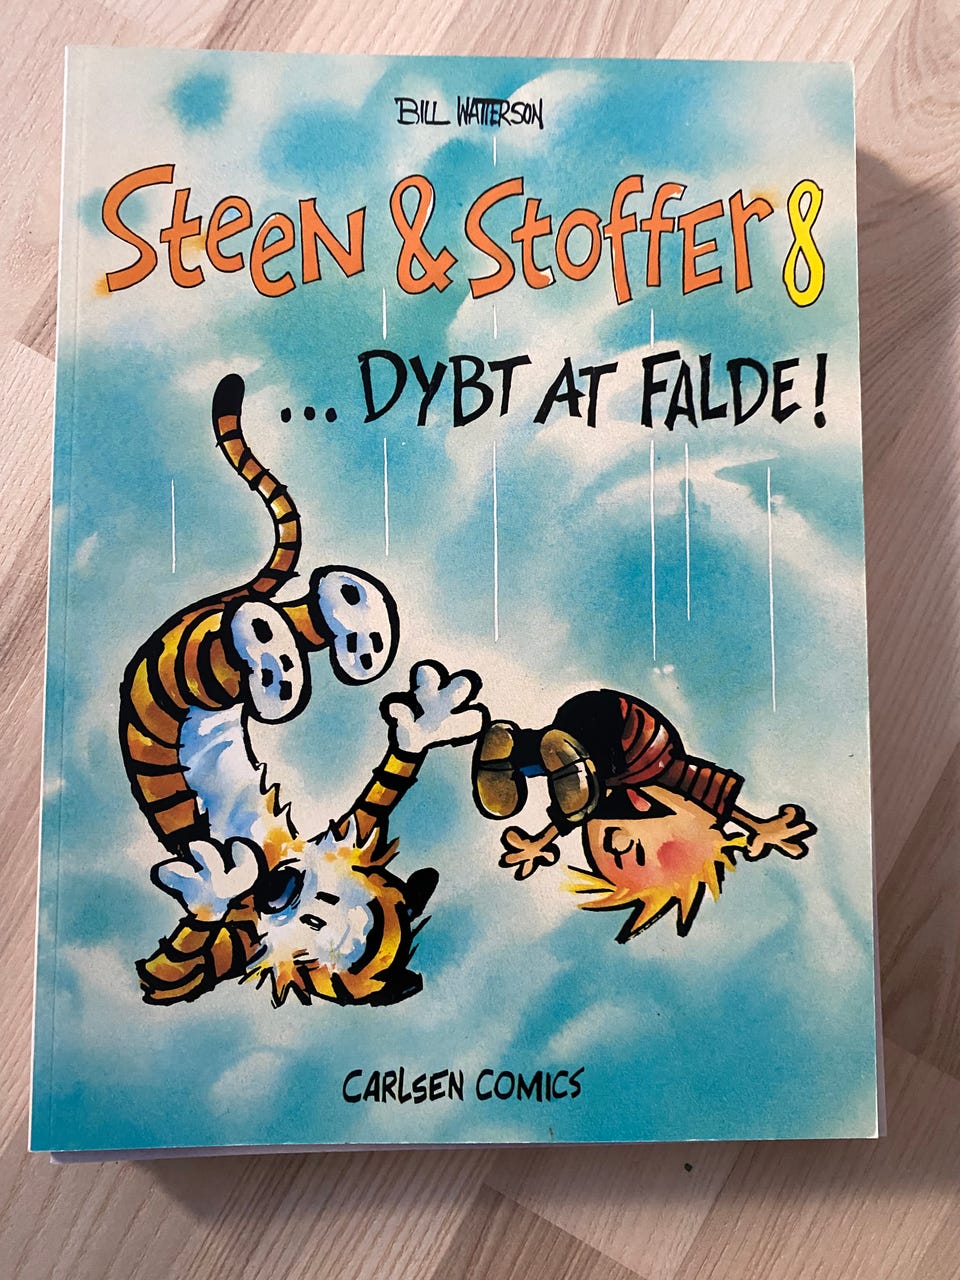 BILL WATTERSON
Steen & Stoffer 8
... DYBT AT FALDE!
CARLSEN COMICS